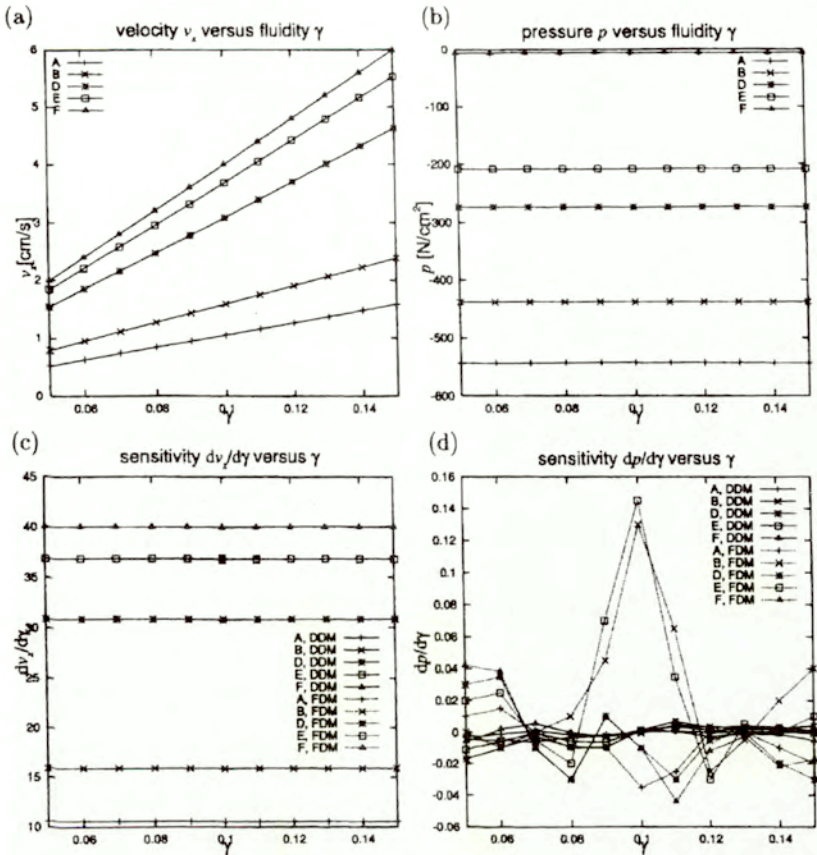 (a)
velocity vₓ versus fluidity γ
6
5
4
3
2
1
0
vₓ [cm/s]
0.06
0.08
0.1
0.12
0.14
γ
A
B
D
E
F
(b)
pressure p versus fluidity γ
0
-100
-200
-300
-400
-500
-600
p [N/cm²]
0.06
0.08
0.1
0.12
0.14
γ
A
B
D
E
F
(c)
sensitivity dvₓ/dγ versus γ
45
40
35
30
25
20
15
10
dvₓ/dγ
0.06
0.08
0.1
0.12
0.14
γ
A, DDM
B, DDM
D, DDM
E, DDM
F, DDM
A, FDM
B, FDM
D, FDM
E, FDM
F, FDM
(d)
sensitivity dp/dγ versus γ
0.16
0.14
0.12
0.1
0.08
0.06
0.04
0.02
0
-0.02
-0.04
-0.06
dp/dγ
0.06
0.08
0.1
0.12
0.14
γ
A, DDM
B, DDM
D, DDM
E, DDM
F, DDM
A, FDM
B, FDM
D, FDM
E, FDM
F, FDM